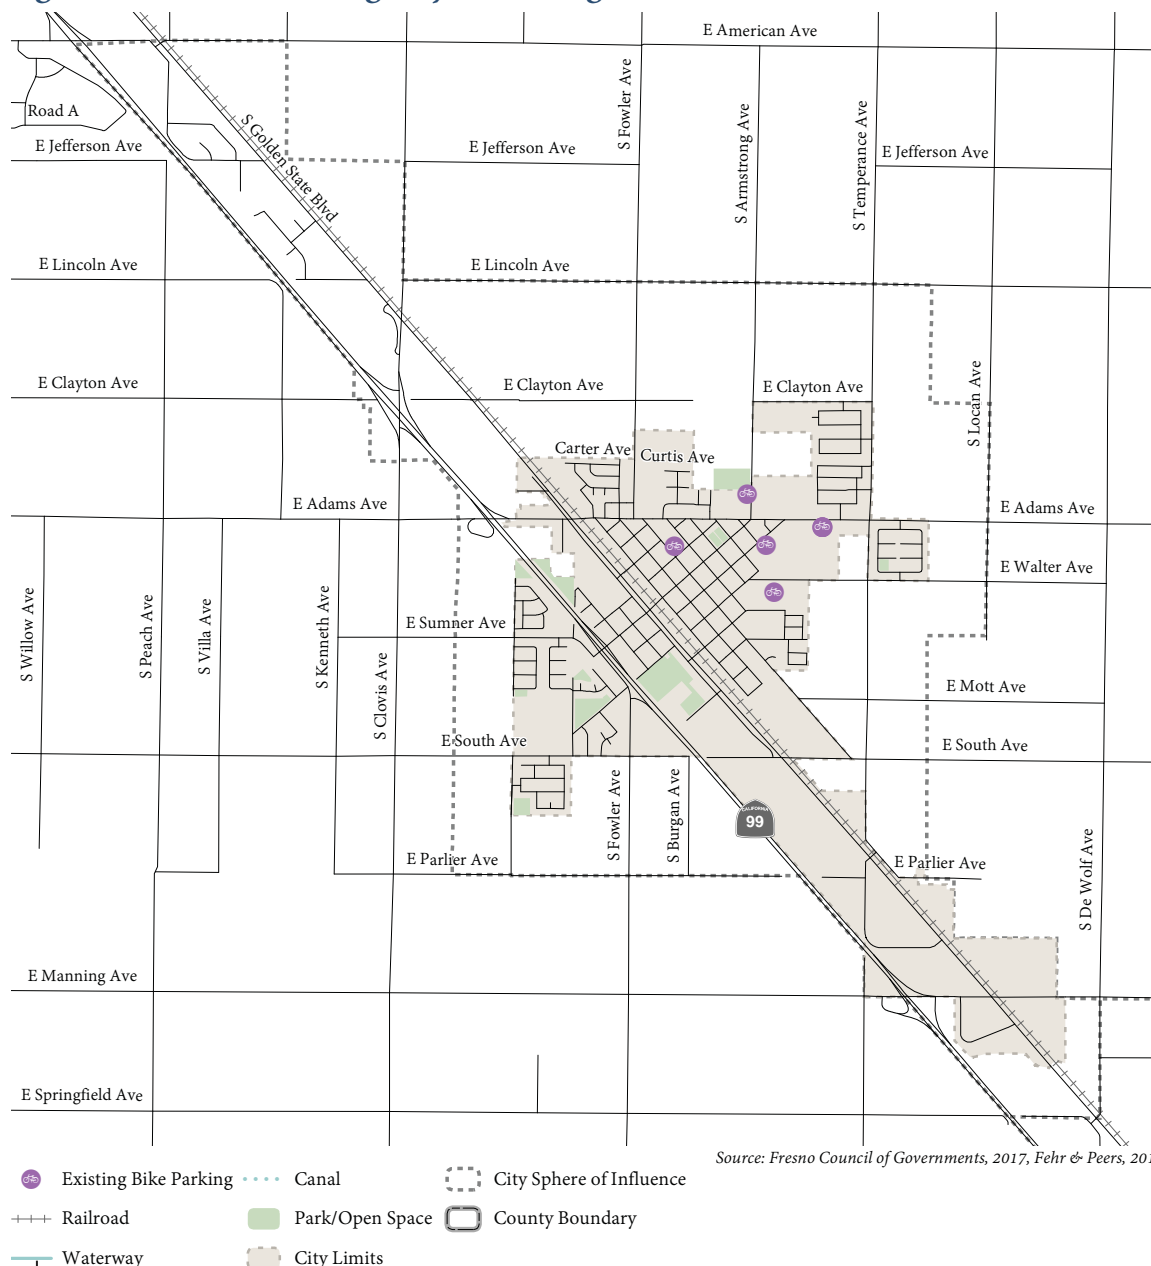 E American Ave
S Fowler Ave
Road A
S Golden State Blvd
S Armstrong Ave
S Temperance Ave
E Jefferson Ave
E Jefferson Ave
E Jefferson Ave
E Lincoln Ave
E Lincoln Ave
E Clayton Ave
E Clayton Ave
E Clayton Ave
S Locan Ave
Carter Ave
Curtis Ave
E Adams Ave
E Adams Ave
E Walter Ave
S Willow Ave
S Peach Ave
S Villa Ave
S Kenneth Ave
E Sumner Ave
S Clovis Ave
E Mott Ave
E South Ave
E South Ave
S Fowler Ave
S Burgan Ave
CALIFORNIA
99
E Parlier Ave
E Parlier Ave
S De Wolf Ave
E Manning Ave
E Springfield Ave
Source: Fresno Council of Governments, 2017, Fehr & Peers, 201
Existing Bike Parking
Canal
City Sphere of Influence
Railroad
Park/Open Space
County Boundary
Waterway
City Limits